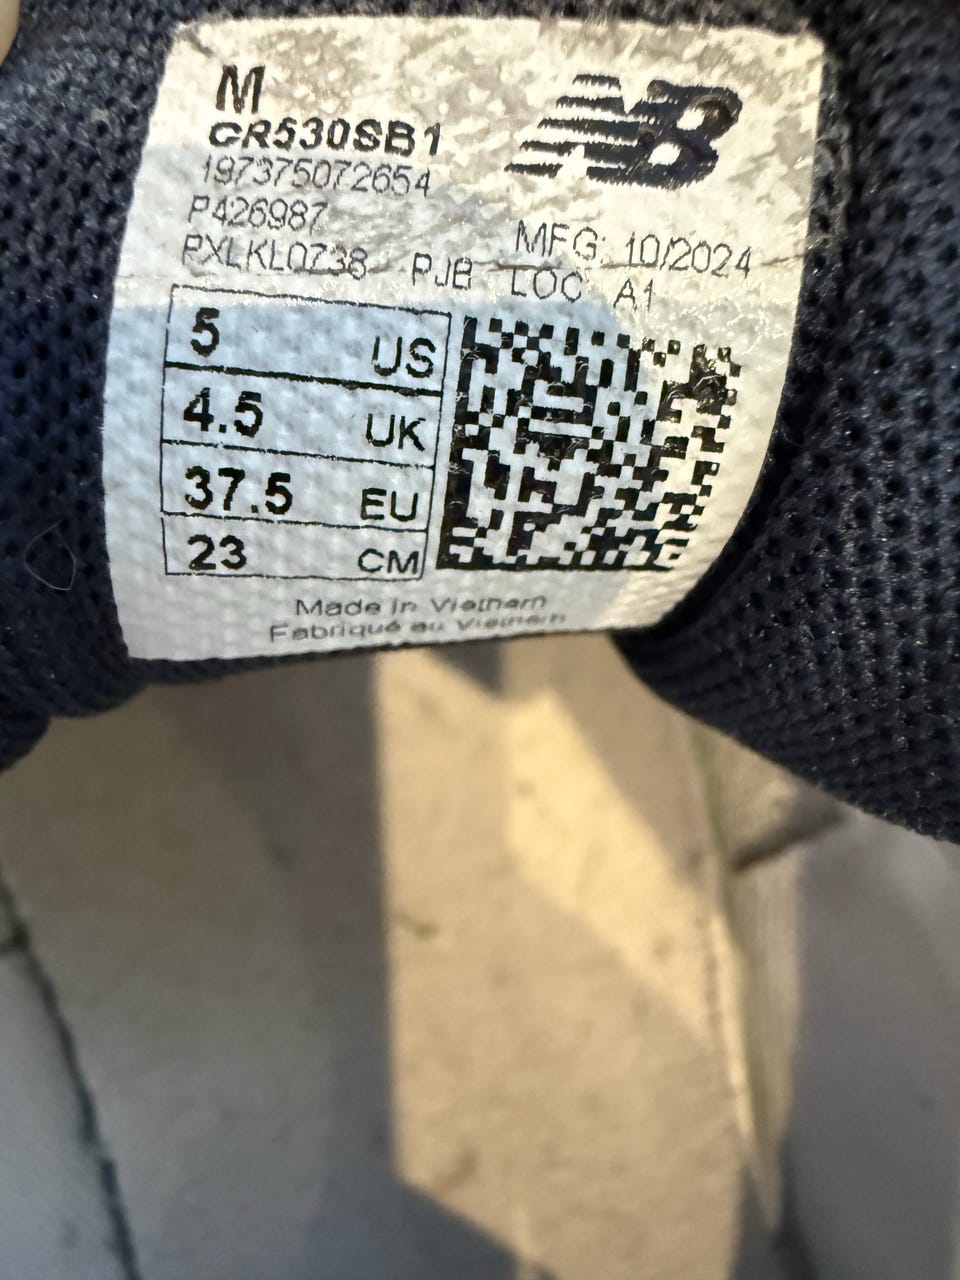 M
NB
CR530SB1
197375072654
P426987
MFG: 10/2024
PXLKL0738 PJB LOC A1
5 US
4.5 UK
37.5 EU
23 CM
Made in Vietnam
Fabriqué au Vietnam